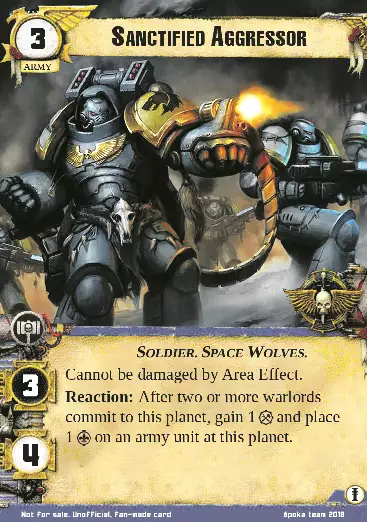 3
ARMY
SANCTIFIED AGGRESSOR
SOLDIER. SPACE WOLVES.
3
Cannot be damaged by Area Effect.
Reaction: After two or more warlords
commit to this planet, gain 1 and place
1 on an army unit at this planet.
4
Not for sale. Unofficial. Fan-made card
Apoka team 2018